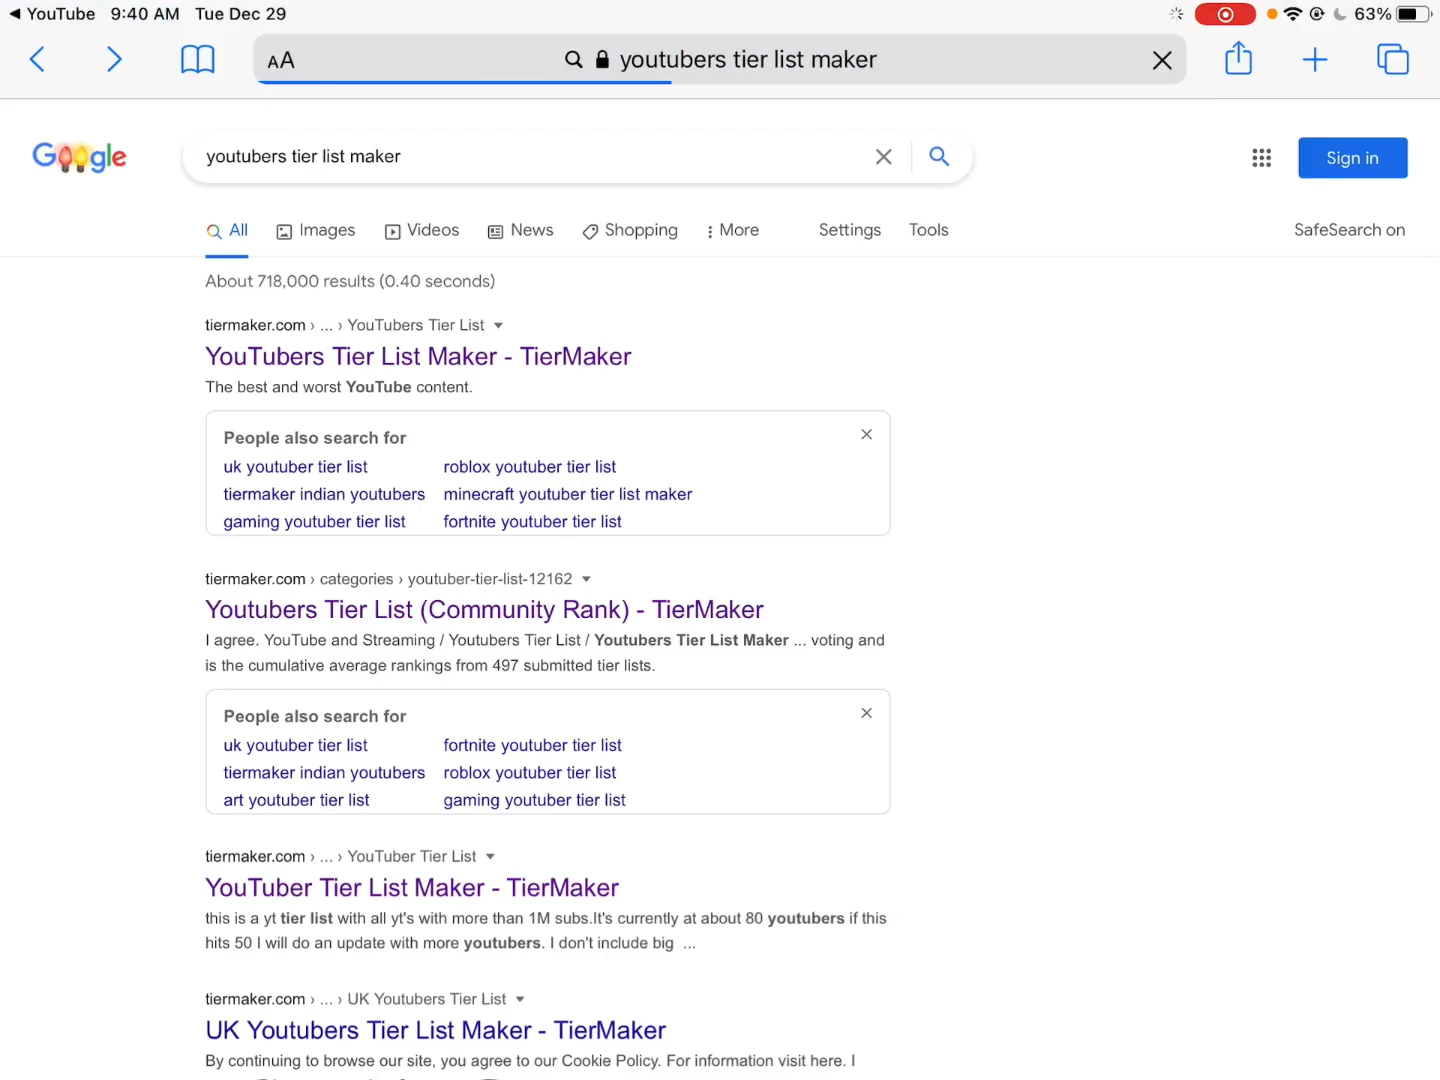 YouTube 9:40 AM Tue Dec 29 63%
AA youtubers tier list maker
Google youtubers tier list maker Sign in
All Images Videos News Shopping More Settings Tools SafeSearch on
About 718,000 results (0.40 seconds)
tiermaker.com › ... › YouTubers Tier List
YouTubers Tier List Maker - TierMaker
The best and worst YouTube content.
People also search for
uk youtuber tier list roblox youtuber tier list
tiermaker indian youtubers minecraft youtuber tier list maker
gaming youtuber tier list fortnite youtuber tier list
tiermaker.com › categories › youtuber-tier-list-12162
Youtubers Tier List (Community Rank) - TierMaker
I agree. YouTube and Streaming / Youtubers Tier List / Youtubers Tier List Maker ... voting and
is the cumulative average rankings from 497 submitted tier lists.
People also search for
uk youtuber tier list fortnite youtuber tier list
tiermaker indian youtubers roblox youtuber tier list
art youtuber tier list gaming youtuber tier list
tiermaker.com › ... › YouTuber Tier List
YouTuber Tier List Maker - TierMaker
this is a yt tier list with all yt's with more than 1M subs.It's currently at about 80 youtubers if this
hits 50 I will do an update with more youtubers. I don't include big ...
tiermaker.com › ... › UK Youtubers Tier List
UK Youtubers Tier List Maker - TierMaker
By continuing to browse our site, you agree to our Cookie Policy. For information visit here. I